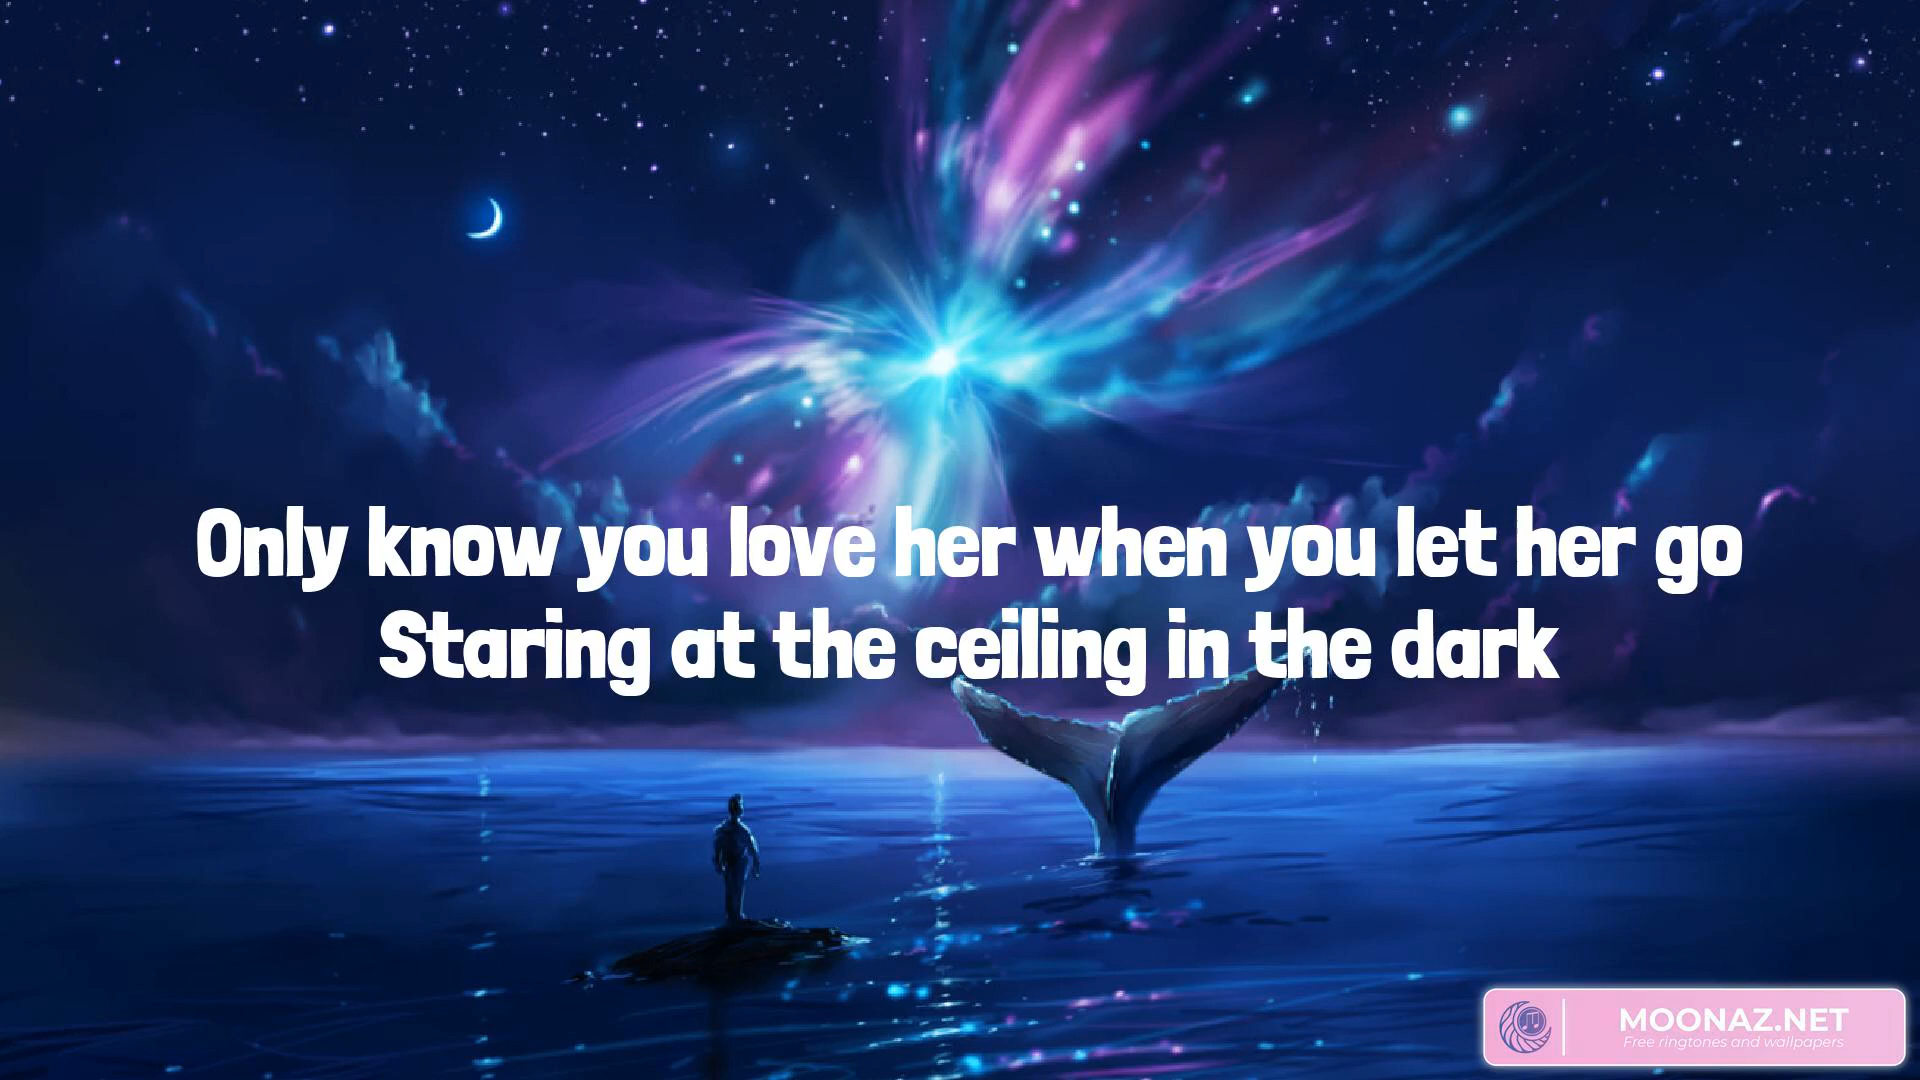 Only know you love her when you let her go
Staring at the ceiling in the dark
MOONAZ.NET
Free ringtones and wallpapers